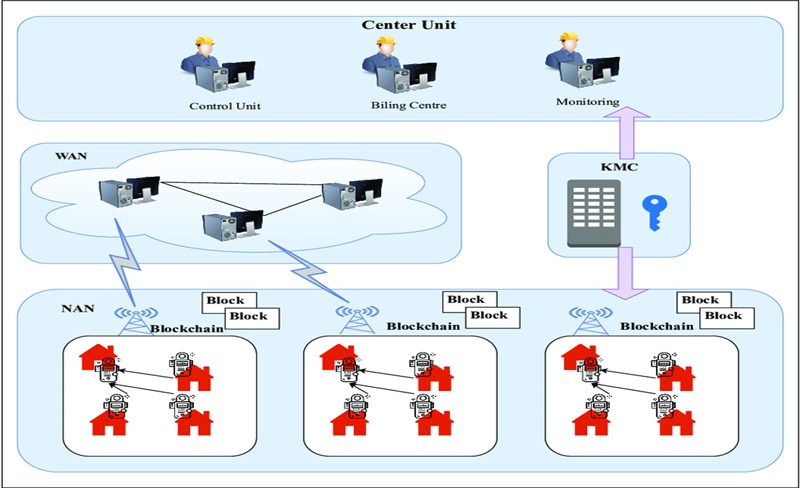 Center Unit
Control Unit
Biling Centre
Monitoring
WAN
KMC
NAN
Block
Block
Blockchain
Block
Block
Blockchain
Block
Block
Blockchain